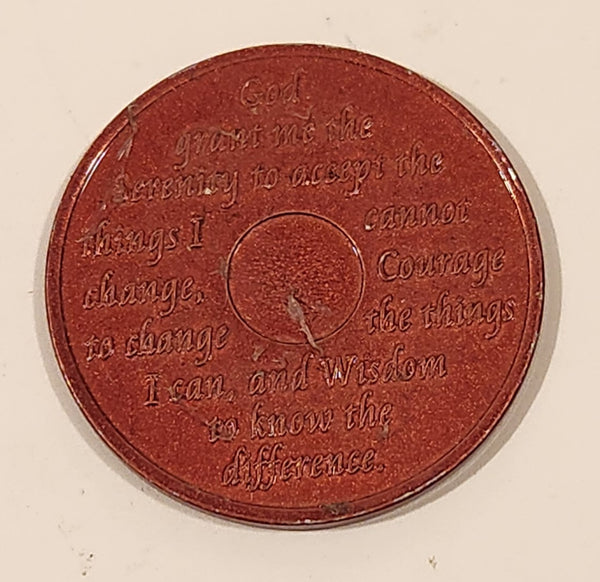 God
grant me the
Serenity to accept the
things I cannot
change, Courage
to change the things
I can, and Wisdom
to know the
difference.